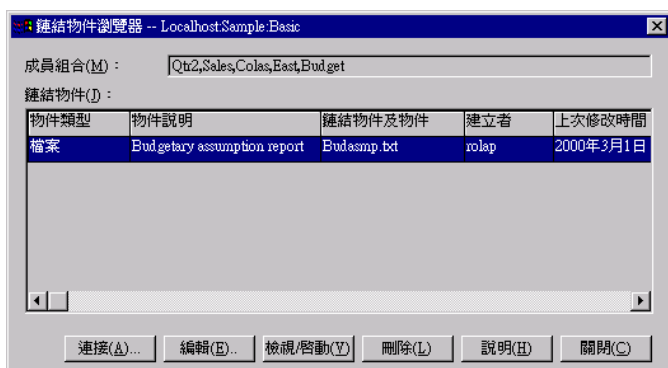 鏈結物件瀏覽器 -- Localhost:Sample:Basic
成員組合(M)： Qtr2,Sales,Colas,East,Budget
鏈結物件(J)：
物件類型 物件說明 鏈結物件及物件 建立者 上次修改時間
檔案 Budgetary assumption report Budasmp.txt rolap 2000年3月1日
連接(A)... 編輯(E).. 檢視/啓動(V) 刪除(L) 說明(H) 關閉(C)